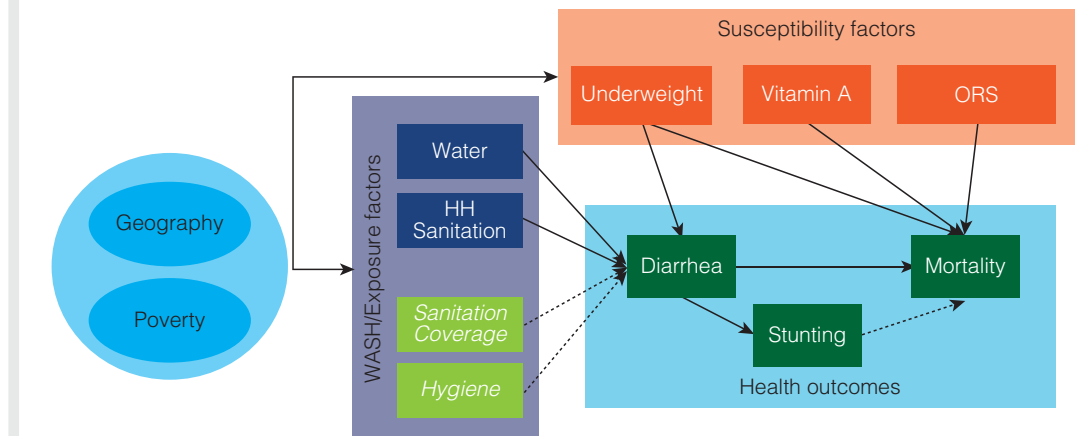 Susceptibility factors
Underweight
Vitamin A
ORS
WASH/Exposure factors
Water
HH
Sanitation
Sanitation
Coverage
Hygiene
Geography
Poverty
Diarrhea
Mortality
Stunting
Health outcomes